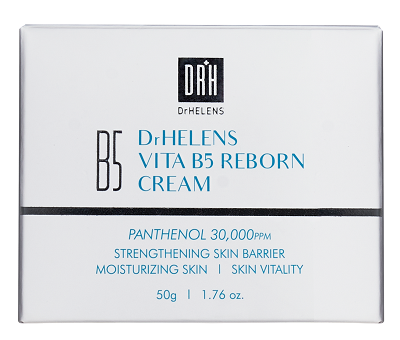 DR+H
DrHELENS
B5
DrHELENS
VITA B5 REBORN
CREAM
PANTHENOL 30,000PPM
STRENGTHENING SKIN BARRIER
MOISTURIZING SKIN | SKIN VITALITY
50g | 1.76 oz.